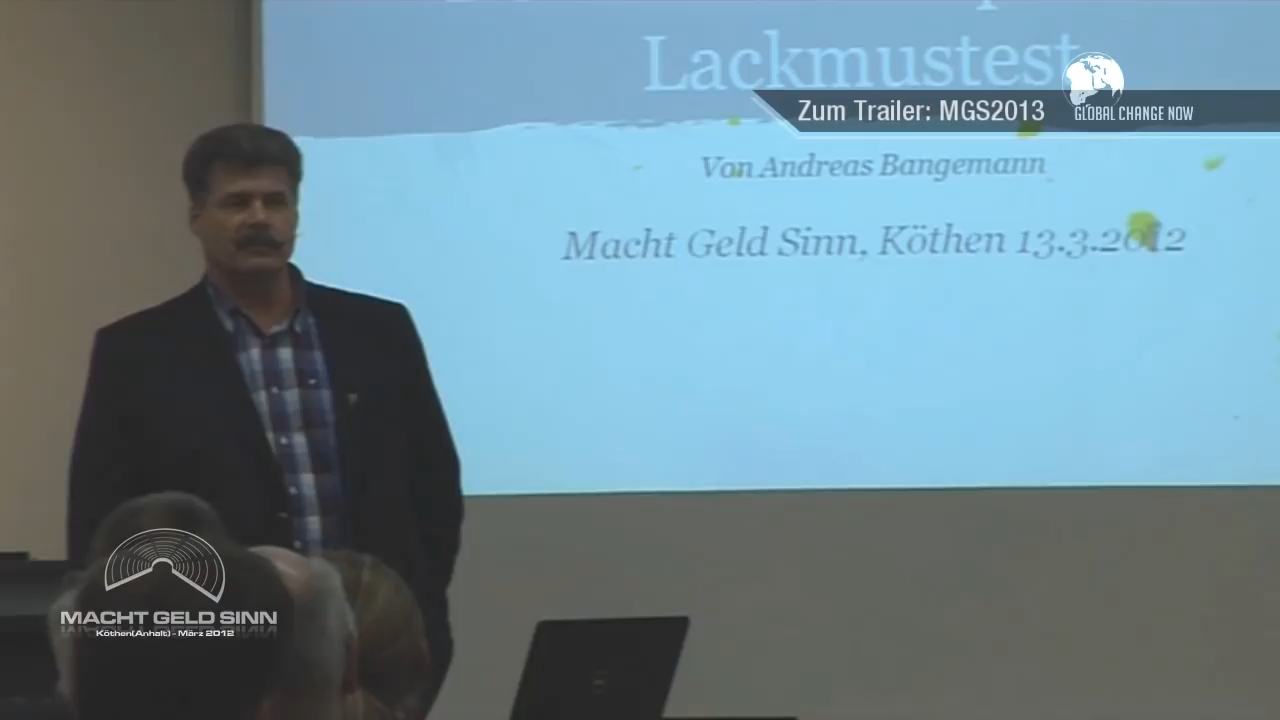 Lackmustest
Zum Trailer: MGS2013
GLOBAL CHANGE NOW
Von Andreas Bangemann
Macht Geld Sinn, Köthen 13.3.2012
MACHT GELD SINN
Köthen(Anhalt) - März 2012